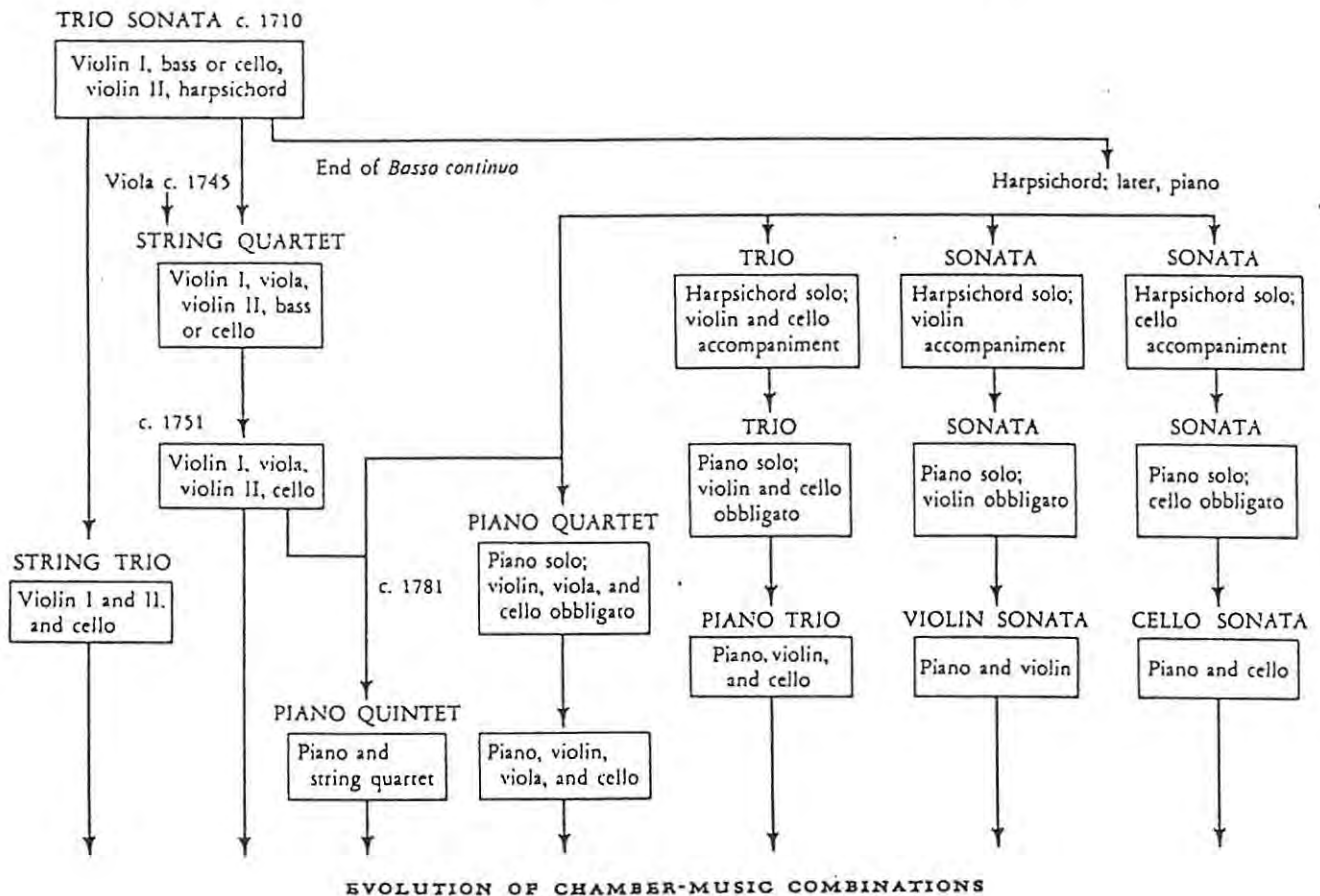 TRIO SONATA c. 1710
Violin I, bass or cello,
violin II, harpsichord
End of Basso continuo
Harpsichord; later, piano
Viola c. 1745
STRING QUARTET
Violin I, viola,
violin II, bass
or cello
c. 1751
Violin I, viola,
violin II, cello
STRING TRIO
Violin I and II,
and cello
c. 1781
PIANO QUINTET
Piano and
string quartet
PIANO QUARTET
Piano solo;
violin, viola, and
cello obbligato
Piano, violin,
viola, and cello
TRIO
Harpsichord solo;
violin and cello
accompaniment
TRIO
Piano solo;
violin and cello
obbligato
PIANO TRIO
Piano, violin,
and cello
SONATA
Harpsichord solo;
violin
accompaniment
SONATA
Piano solo;
violin obbligato
VIOLIN SONATA
Piano and violin
SONATA
Harpsichord solo;
cello
accompaniment
SONATA
Piano solo;
cello obbligato
CELLO SONATA
Piano and cello
EVOLUTION OF CHAMBER-MUSIC COMBINATIONS